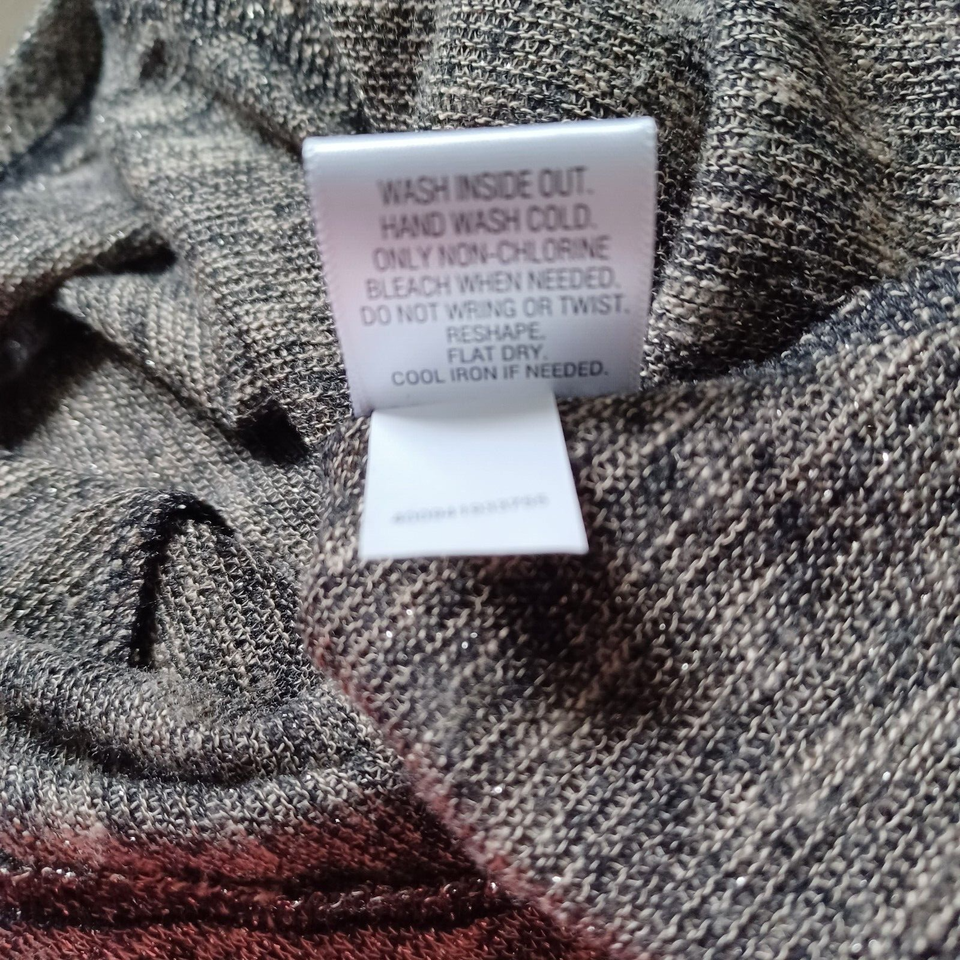 WASH INSIDE OUT.
HAND WASH COLD.
ONLY NON-CHLORINE
BLEACH WHEN NEEDED.
DO NOT WRING OR TWIST.
RESHAPE.
FLAT DRY.
COOL IRON IF NEEDED.